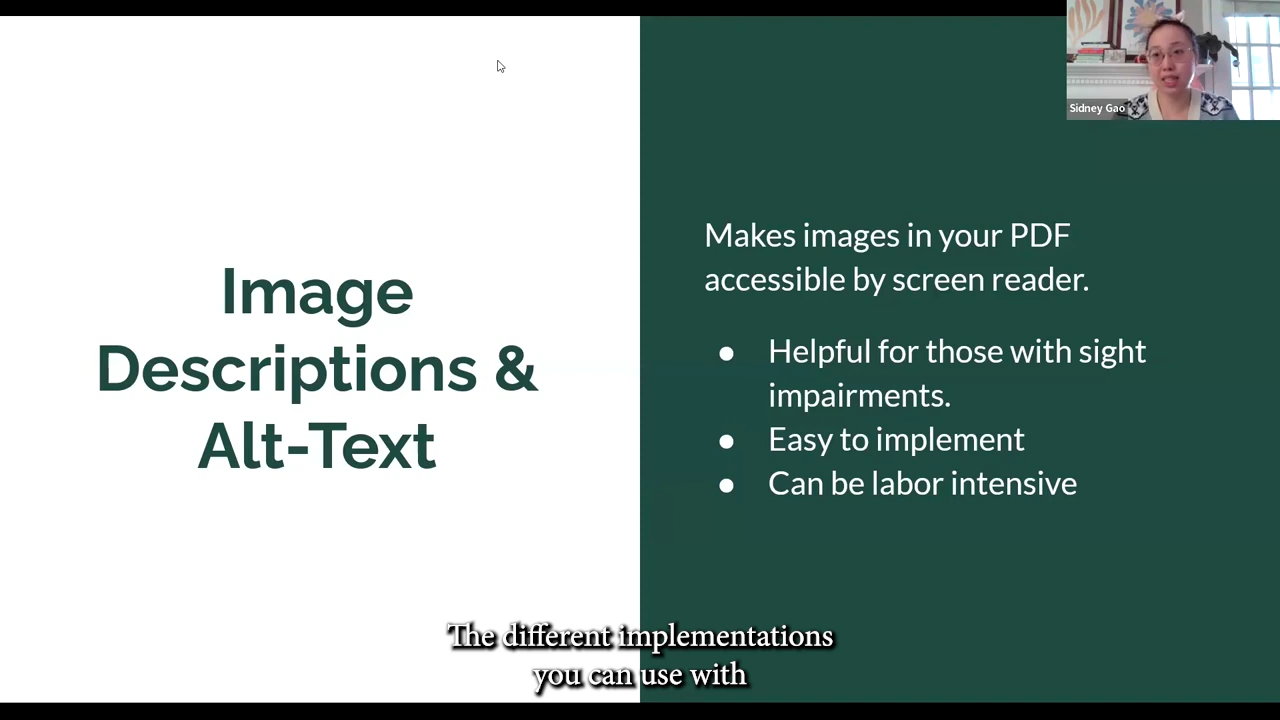 Sidney Gao
Image
Descriptions &
Alt-Text
Makes images in your PDF
accessible by screen reader.
● Helpful for those with sight
impairments.
● Easy to implement
● Can be labor intensive
The different implementations
you can use with